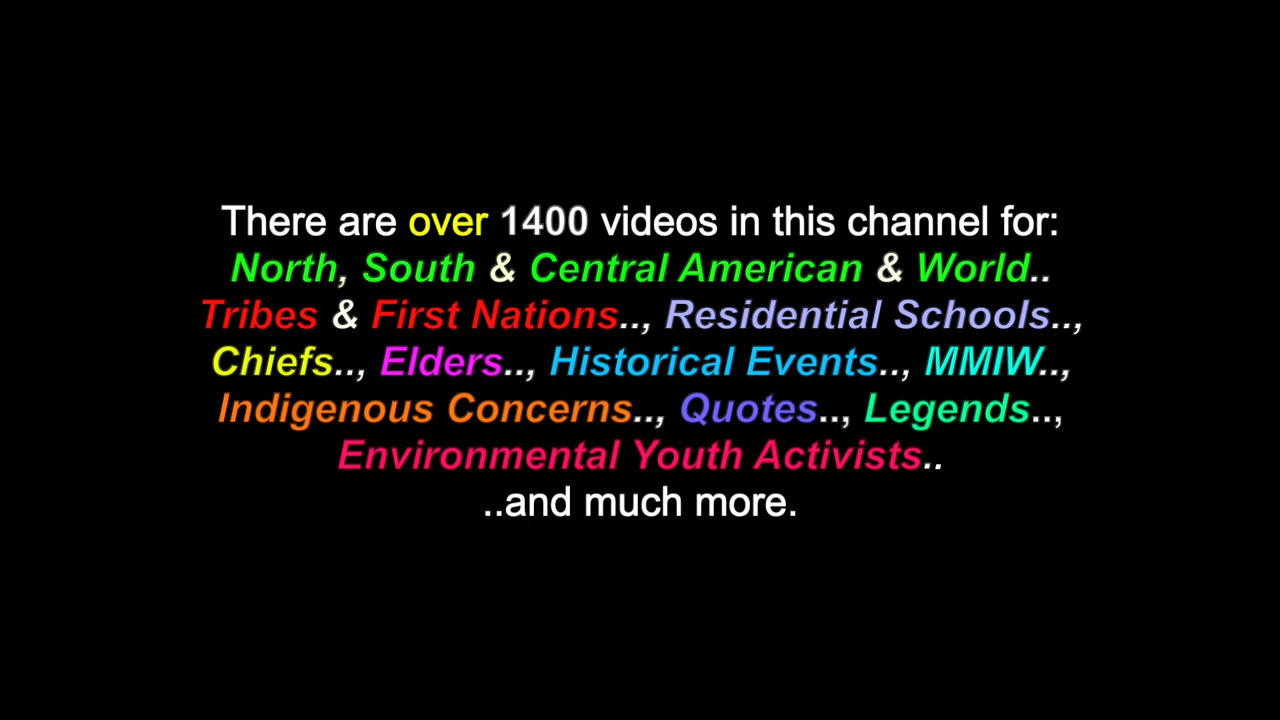 There are over 1400 videos in this channel for:
North, South & Central American & World..
Tribes & First Nations.., Residential Schools..,
Chiefs.., Elders.., Historical Events.., MMIW..,
Indigenous Concerns.., Quotes.., Legends..,
Environmental Youth Activists..
..and much more.